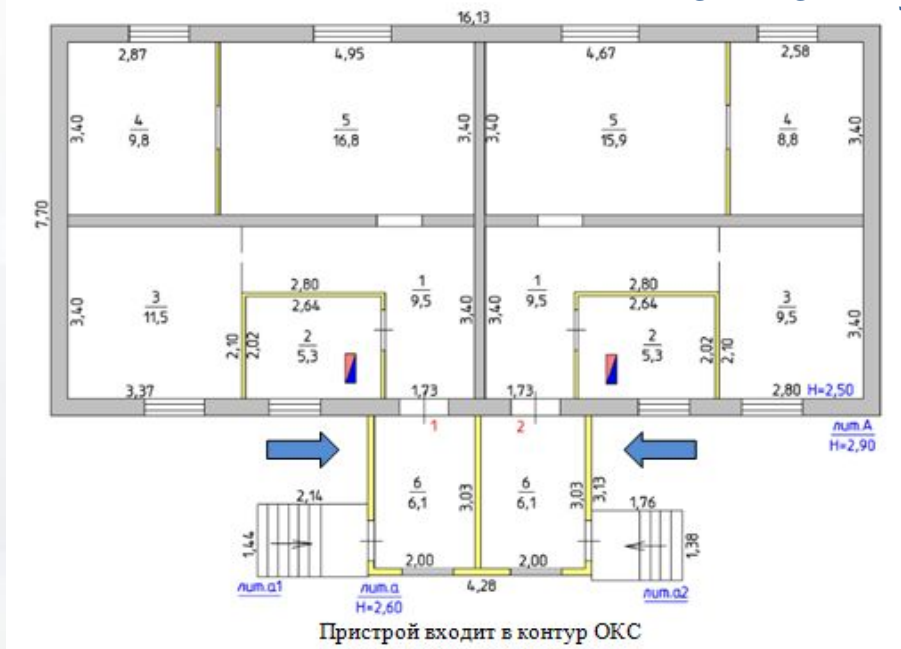 16,13
2,87 4,95 4,67 2,58
3,40 4 9,8 5 16,8 3,40 3,40 5 15,9 4 8,8 3,40
7,70
3,40 3 11,5 2,80 1 9,5 3,40 3,40 1 9,5 2,80 3 9,5 3,40
2,64 2,64
2,10 2,02 2 5,3 2 5,3 2,02 2,10
3,37 1,73 1,73 2,80 H=2,50
1 2 лит.А
H=2,90
2,14 6 6,1 3,03 6 6,1 3,03 3,13 1,76
1,44 1,38
2,00 2,00
лит.а1 лит.а 4,28 лит.а2
H=2,60
Пристрой входит в контур ОКС